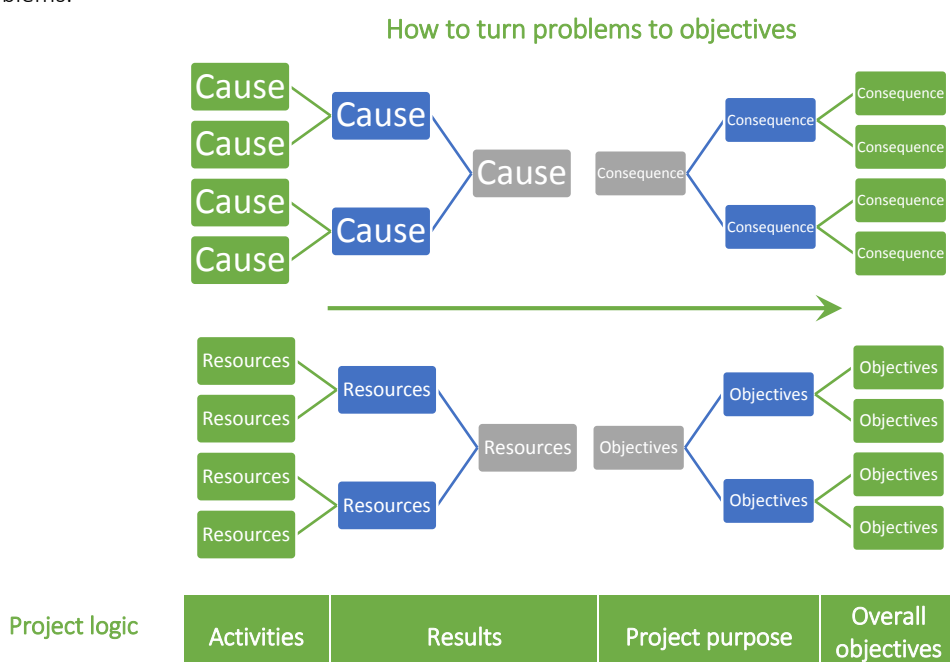 How to turn problems to objectives
Cause
Cause
Cause
Cause
Cause
Cause
Cause
Consequence
Consequence
Consequence
Consequence
Consequence
Consequence
Consequence
Resources
Resources
Resources
Resources
Resources
Resources
Resources
Objectives
Objectives
Objectives
Objectives
Objectives
Objectives
Objectives
Project logic
Activities
Results
Project purpose
Overall
objectives